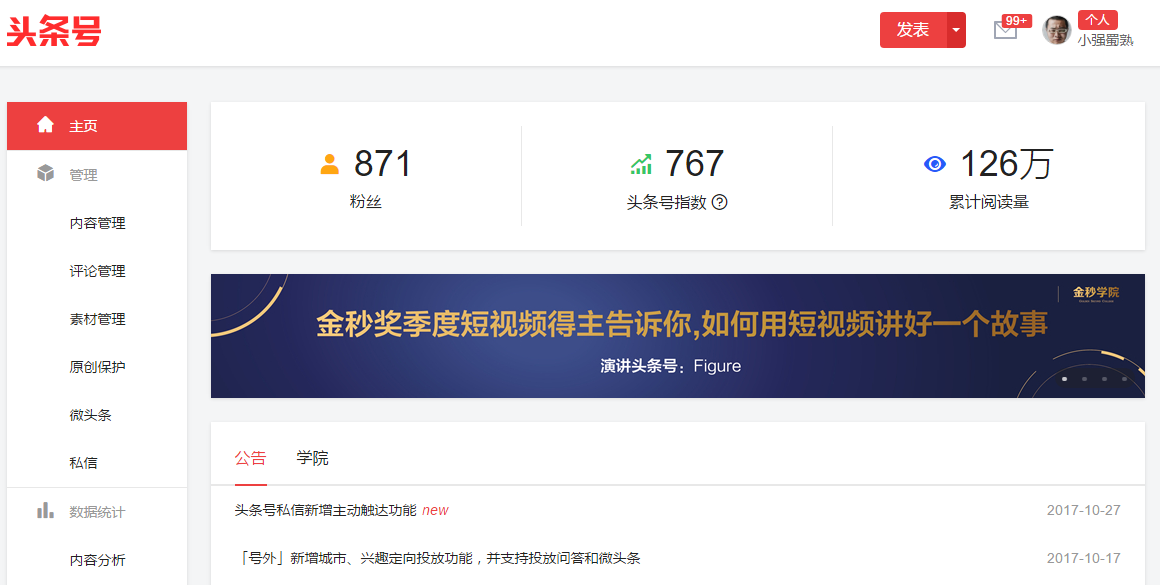 头条号
发表
99+
个人
小强蜀熟
主页
管理
内容管理
评论管理
素材管理
原创保护
微头条
私信
数据统计
内容分析
871
粉丝
767
头条号指数 ?
126万
累计阅读量
金秒学院
金秒奖季度短视频得主告诉你,如何用短视频讲好一个故事
演讲头条号：Figure
公告 学院
头条号私信新增主动触达功能 new 2017-10-27
「号外」新增城市、兴趣定向投放功能，并支持投放问答和微头条 2017-10-17